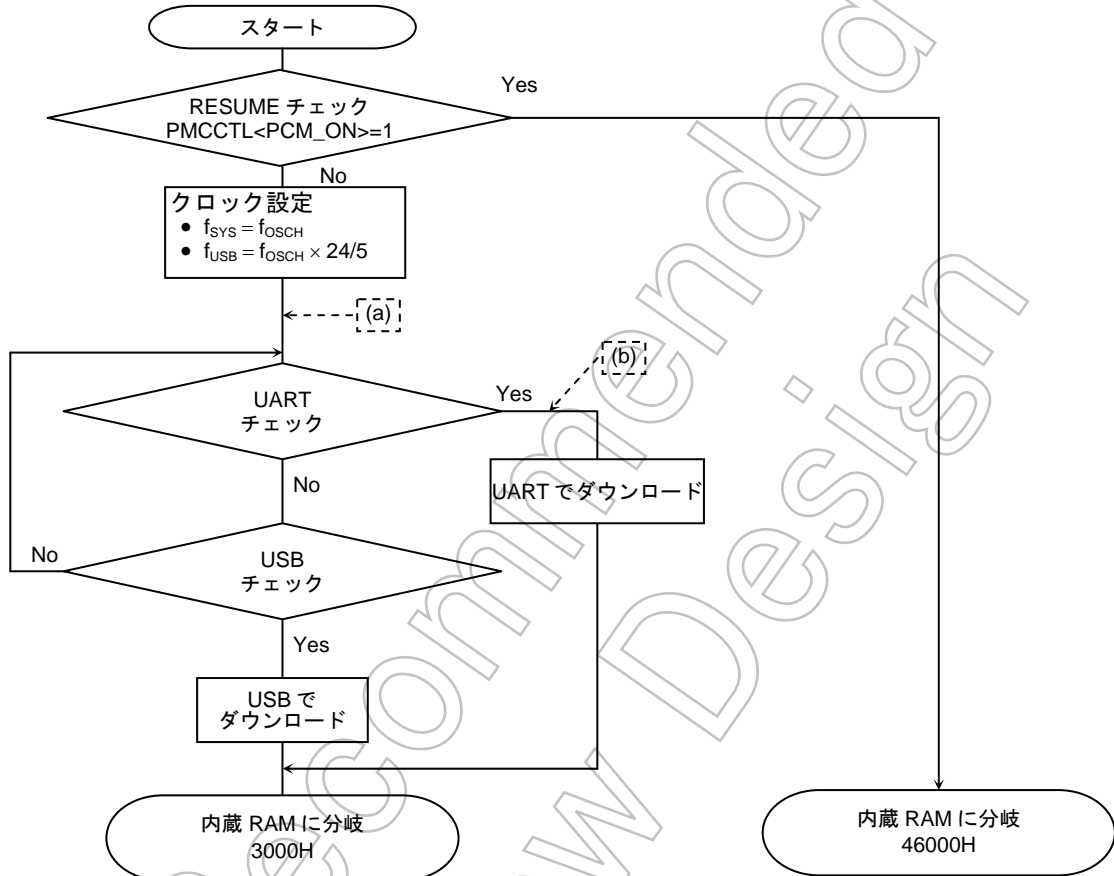 スタート
RESUME チェック
PMCCTL<PCM_ON>=1
Yes
No
クロック設定
● fSYS = fOSCH
● fUSB = fOSCH × 24/5
(a)
(b)
UART
チェック
Yes
No
UART でダウンロード
USB
チェック
No
Yes
USB で
ダウンロード
内蔵 RAM に分岐
3000H
内蔵 RAM に分岐
46000H
ecommended
w Design